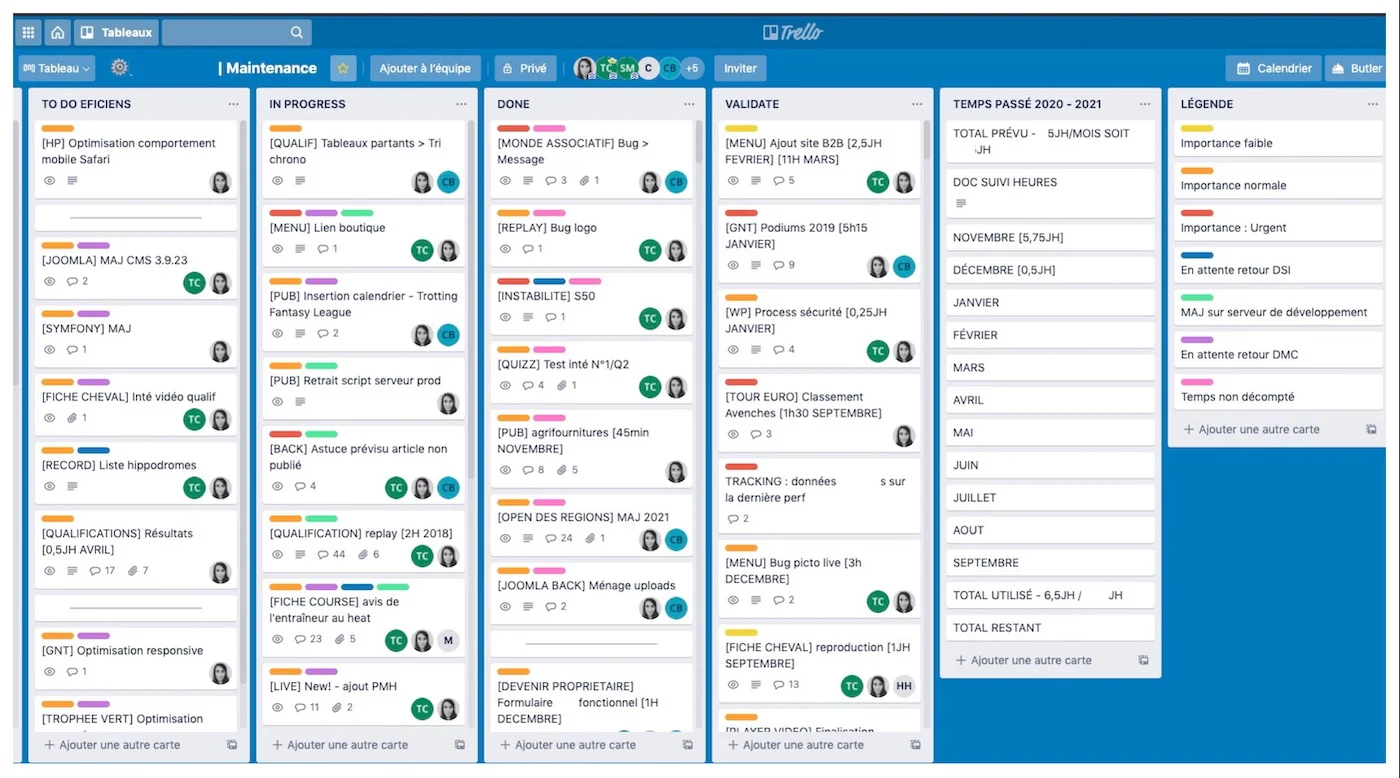 Tableaux
Trello
Tableau
| Maintenance
Ajouter à l'équipe
Privé
TC
SM
C
CB
+5
Inviter
Calendrier
Butler
TO DO EFICIENS
[HP] Optimisation comportement
mobile Safari
[JOOMLA] MAJ CMS 3.9.23
2
TC
[SYMFONY] MAJ
1
[FICHE CHEVAL] Inté vidéo qualif
1
TC
[RECORD] Liste hippodromes
TC
[QUALIFICATIONS] Résultats
[0,5JH AVRIL]
17 7
[GNT] Optimisation responsive
1
[TROPHEE VERT] Optimisation
+ Ajouter une autre carte
IN PROGRESS
[QUALIF] Tableaux partants > Tri
chrono
CB
[MENU] Lien boutique
1
TC
[PUB] Insertion calendrier - Trotting
Fantasy League
2
CB
[PUB] Retrait script serveur prod
[BACK] Astuce prévisu article non
publié
4
TC CB
[QUALIFICATION] replay [2H 2018]
44 6
TC
[FICHE COURSE] avis de
l'entraîneur au heat
23 5
TC M
[LIVE] New! - ajout PMH
11 2
TC
+ Ajouter une autre carte
DONE
[MONDE ASSOCIATIF] Bug >
Message
3 1
CB
[REPLAY] Bug logo
1
TC
[INSTABILITE] S50
1
TC
[QUIZZ] Test inté N°1/Q2
4 1
TC
[PUB] agrifournitures [45min
NOVEMBRE]
8 5
[OPEN DES REGIONS] MAJ 2021
24 1
CB
[JOOMLA BACK] Ménage uploads
2
CB
[DEVENIR PROPRIETAIRE]
Formulaire fonctionnel [1H
DECEMBRE]
+ Ajouter une autre carte
VALIDATE
[MENU] Ajout site B2B [2,5JH
FEVRIER] [11H MARS]
5
TC
[GNT] Podiums 2019 [5h15
JANVIER]
9
CB
[WP] Process sécurité [0,25JH
JANVIER]
4
TC
[TOUR EURO] Classement
Avenches [1h30 SEPTEMBRE]
3
TRACKING : données s sur
la dernière perf
2
[MENU] Bug picto live [3h
DECEMBRE]
2
TC
[FICHE CHEVAL] reproduction [1JH
SEPTEMBRE]
13
TC HH
[PLAYER VIDEO] Finalisation
+ Ajouter une autre carte
TEMPS PASSÉ 2020 - 2021
TOTAL PRÉVU - 5JH/MOIS SOIT
JH
DOC SUIVI HEURES
NOVEMBRE [5,75JH]
DÉCEMBRE [0,5JH]
JANVIER
FÉVRIER
MARS
AVRIL
MAI
JUIN
JUILLET
AOUT
SEPTEMBRE
TOTAL UTILISÉ - 6,5JH / JH
TOTAL RESTANT
+ Ajouter une autre carte
LÉGENDE
Importance faible
Importance normale
Importance : Urgent
En attente retour DSI
MAJ sur serveur de développement
En attente retour DMC
Temps non décompté
+ Ajouter une autre carte